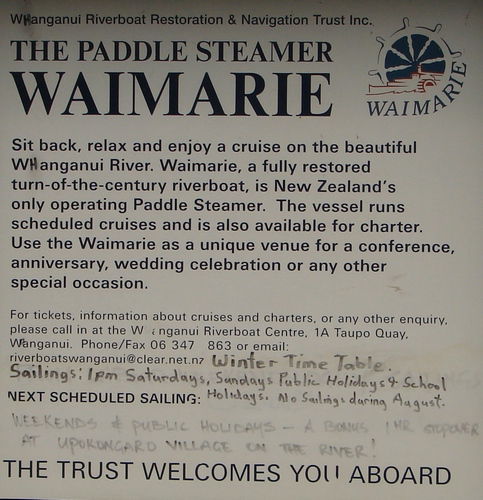 Whanganui Riverboat Restoration & Navigation Trust Inc.
THE PADDLE STEAMER
WAIMARIE
WAIMARIE
Sit back, relax and enjoy a cruise on the beautiful
WHanganui River. Waimarie, a fully restored
turn-of-the-century riverboat, is New Zealand's
only operating Paddle Steamer. The vessel runs
scheduled cruises and is also available for charter.
Use the Waimarie as a unique venue for a conference,
anniversary, wedding celebration or any other
special occasion.
For tickets, information about cruises and charters, or any other enquiry,
please call in at the W anganui Riverboat Centre, 1A Taupo Quay,
Wanganui. Phone/Fax 06 347 863 or email:
riverboatswanganui@clear.net.nz Winter Time Table.
Sailings: 1pm Saturdays, Sundays Public Holidays & School
NEXT SCHEDULED SAILING: Holidays. No Sailings during August.
WEEKENDS & PUBLIC HOLIDAYS - A BONUS 1 HR STOPOVER
AT UPOKONGARO VILLAGE ON THE RIVER!
THE TRUST WELCOMES YOU ABOARD